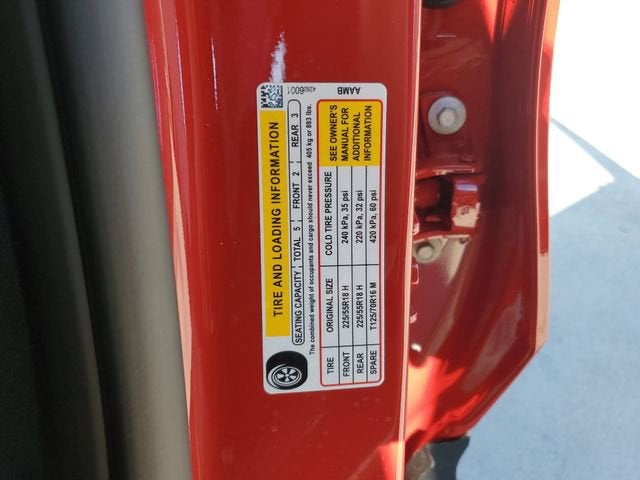 42926001 AAMB
TIRE AND LOADING INFORMATION
SEATING CAPACITY TOTAL 5 FRONT 2 REAR 3
The combined weight of occupants and cargo should never exceed 405 kg or 893 lbs.
TIRE ORIGINAL SIZE COLD TIRE PRESSURE SEE OWNER'S
FRONT 225/55R18 H 240 kPa, 35 psi MANUAL FOR
REAR 225/55R18 H 220 kPa, 32 psi ADDITIONAL
SPARE T125/70R16 M 420 kPa, 60 psi INFORMATION